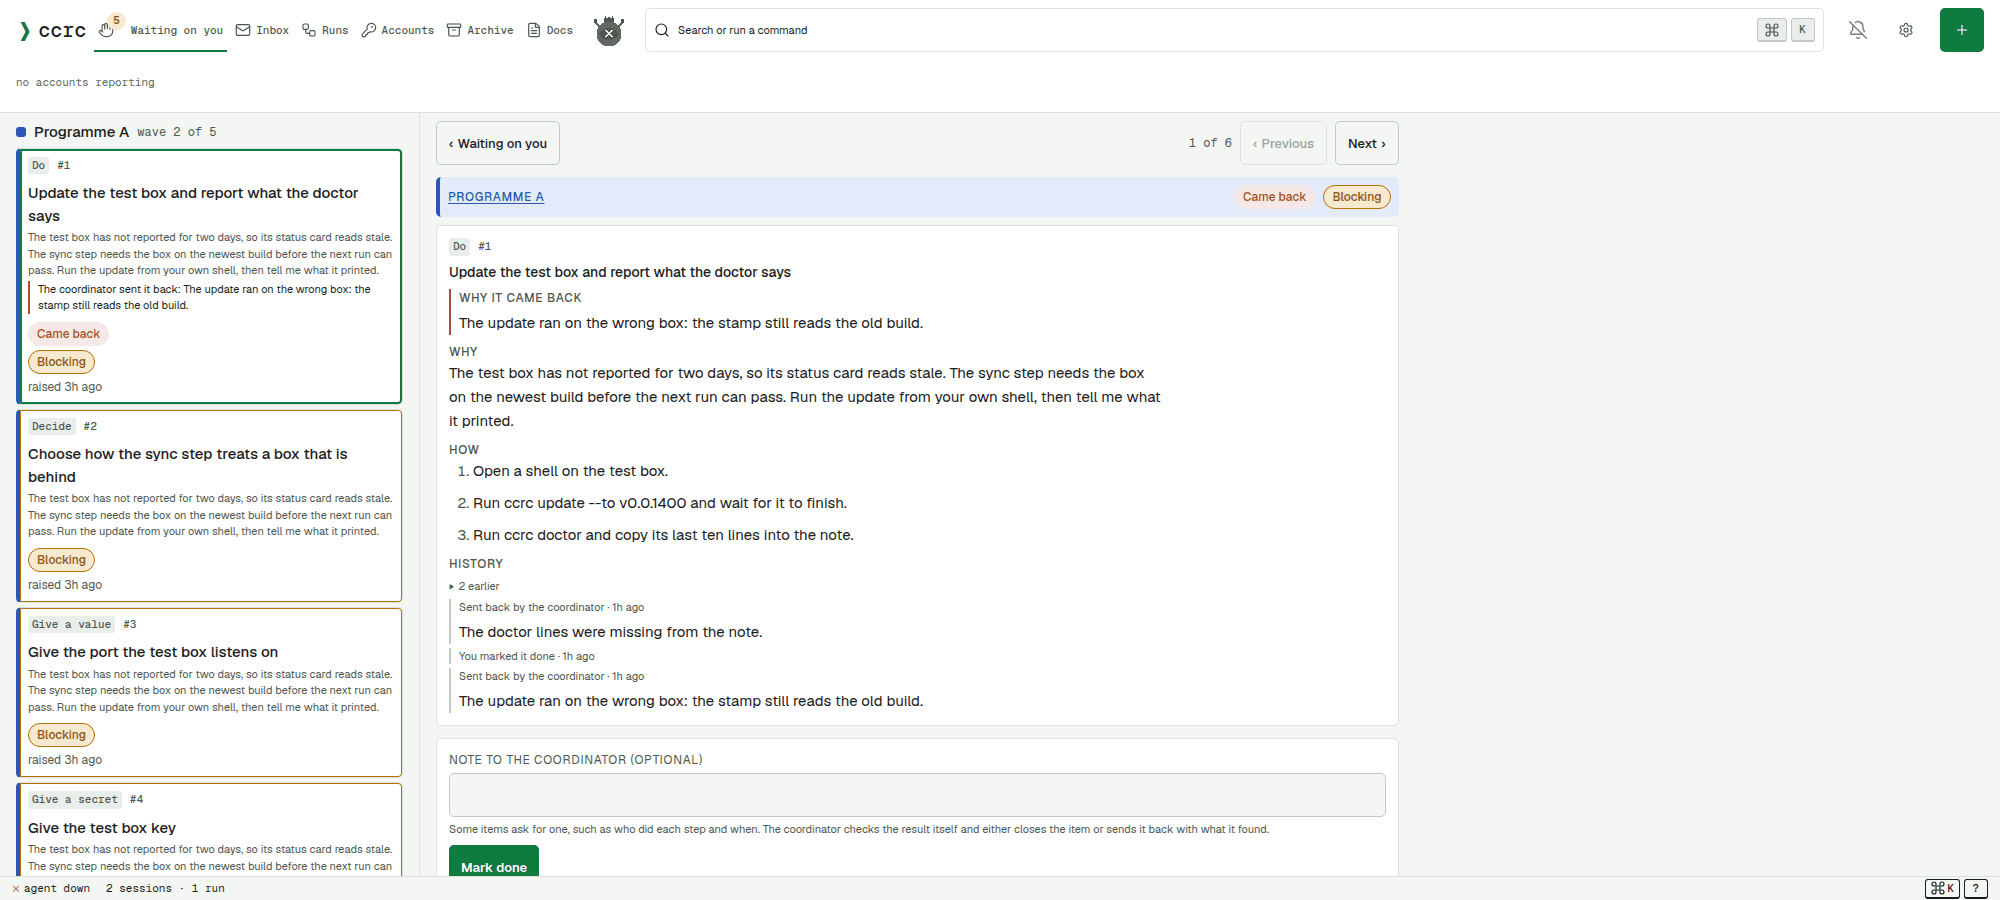 ccrc
5
Waiting on you
Inbox
Runs
Accounts
Archive
Docs
Search or run a command
⌘ K
+
no accounts reporting
Programme A wave 2 of 5
Do #1
Update the test box and report what the doctor
says
The test box has not reported for two days, so its status card reads stale.
The sync step needs the box on the newest build before the next run can
pass. Run the update from your own shell, then tell me what it printed.
The coordinator sent it back: The update ran on the wrong box: the
stamp still reads the old build.
Came back
Blocking
raised 3h ago
Decide #2
Choose how the sync step treats a box that is
behind
The test box has not reported for two days, so its status card reads stale.
The sync step needs the box on the newest build before the next run can
pass. Run the update from your own shell, then tell me what it printed.
Blocking
raised 3h ago
Give a value #3
Give the port the test box listens on
The test box has not reported for two days, so its status card reads stale.
The sync step needs the box on the newest build before the next run can
pass. Run the update from your own shell, then tell me what it printed.
Blocking
raised 3h ago
Give a secret #4
Give the test box key
The test box has not reported for two days, so its status card reads stale.
The sync step needs the box on the newest build before the next run can
‹ Waiting on you
1 of 6
‹ Previous
Next ›
PROGRAMME A
Came back
Blocking
Do #1
Update the test box and report what the doctor says
WHY IT CAME BACK
The update ran on the wrong box: the stamp still reads the old build.
WHY
The test box has not reported for two days, so its status card reads stale. The sync step needs the box
on the newest build before the next run can pass. Run the update from your own shell, then tell me what
it printed.
HOW
1. Open a shell on the test box.
2. Run ccrc update --to v0.0.1400 and wait for it to finish.
3. Run ccrc doctor and copy its last ten lines into the note.
HISTORY
▸ 2 earlier
Sent back by the coordinator · 1h ago
The doctor lines were missing from the note.
You marked it done · 1h ago
Sent back by the coordinator · 1h ago
The update ran on the wrong box: the stamp still reads the old build.
NOTE TO THE COORDINATOR (OPTIONAL)
Some items ask for one, such as who did each step and when. The coordinator checks the result itself and either closes the item or sends it back with what it found.
Mark done
× agent down 2 sessions · 1 run
⌘K ?